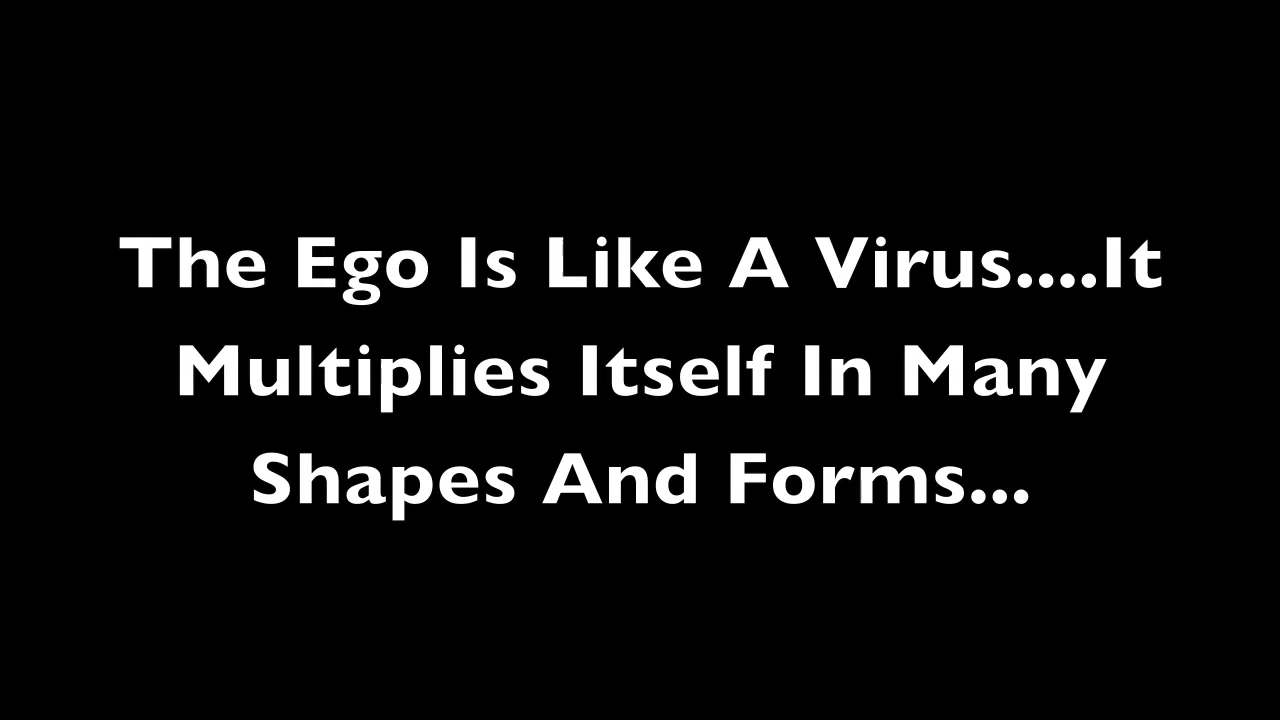 The Ego Is Like A Virus....It
Multiplies Itself In Many
Shapes And Forms...